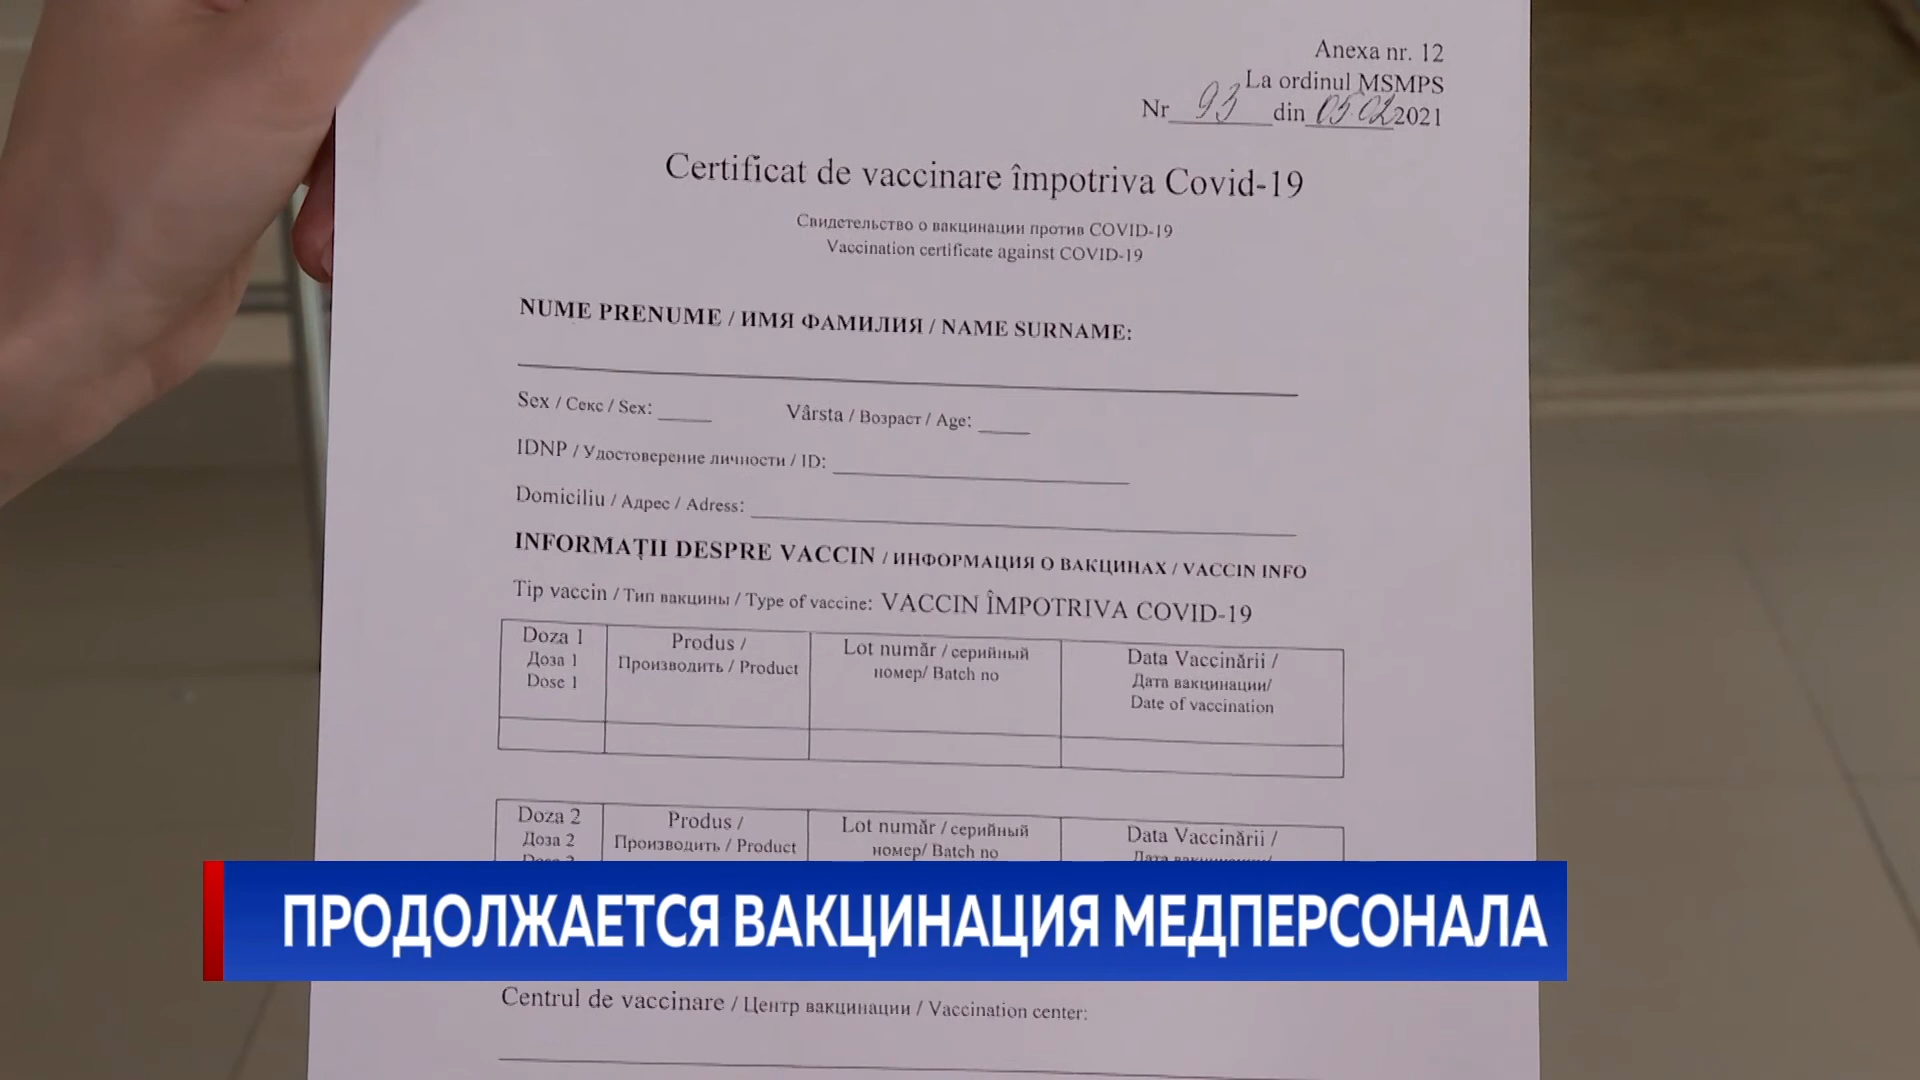 Anexa nr. 12
La ordinul MSMPS
Nr 93 din 05.02 2021
Certificat de vaccinare împotriva Covid-19
Свидетельство о вакцинации против COVID-19
Vaccination certificate against COVID-19
NUME PRENUME / ИМЯ ФАМИЛИЯ / NAME SURNAME:
Sex / Секс / Sex: Vârsta / Возраст / Age:
IDNP / Удостоверение личности / ID:
Domiciliu / Адрес / Adress:
INFORMAȚII DESPRE VACCIN / ИНФОРМАЦИЯ О ВАКЦИНАХ / VACCIN INFO
Tip vaccin / Тип вакцины / Type of vaccine: VACCIN ÎMPOTRIVA COVID-19
Doza 1
Доза 1
Dose 1
Produs /
Производить / Product
Lot număr / серийный
номер/ Batch no
Data Vaccinării /
Дата вакцинации/
Date of vaccination
Doza 2
Доза 2
Dose 2
Produs /
Производить / Product
Lot număr / серийный
номер/ Batch no
Data Vaccinării /
Дата вакцинации/
ПРОДОЛЖАЕТСЯ ВАКЦИНАЦИЯ МЕДПЕРСОНАЛА
Centrul de vaccinare / Центр вакцинации / Vaccination center: